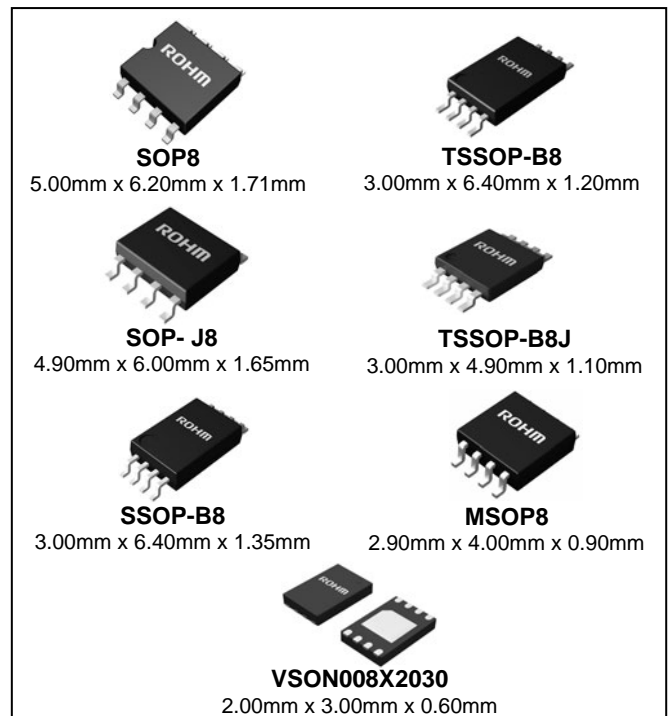 ROHM
ROHM
SOP8
TSSOP-B8
5.00mm x 6.20mm x 1.71mm
3.00mm x 6.40mm x 1.20mm
ROHM
ROHM
SOP- J8
TSSOP-B8J
4.90mm x 6.00mm x 1.65mm
3.00mm x 4.90mm x 1.10mm
ROHM
ROHM
SSOP-B8
MSOP8
3.00mm x 6.40mm x 1.35mm
2.90mm x 4.00mm x 0.90mm
ROHM
VSON008X2030
2.00mm x 3.00mm x 0.60mm